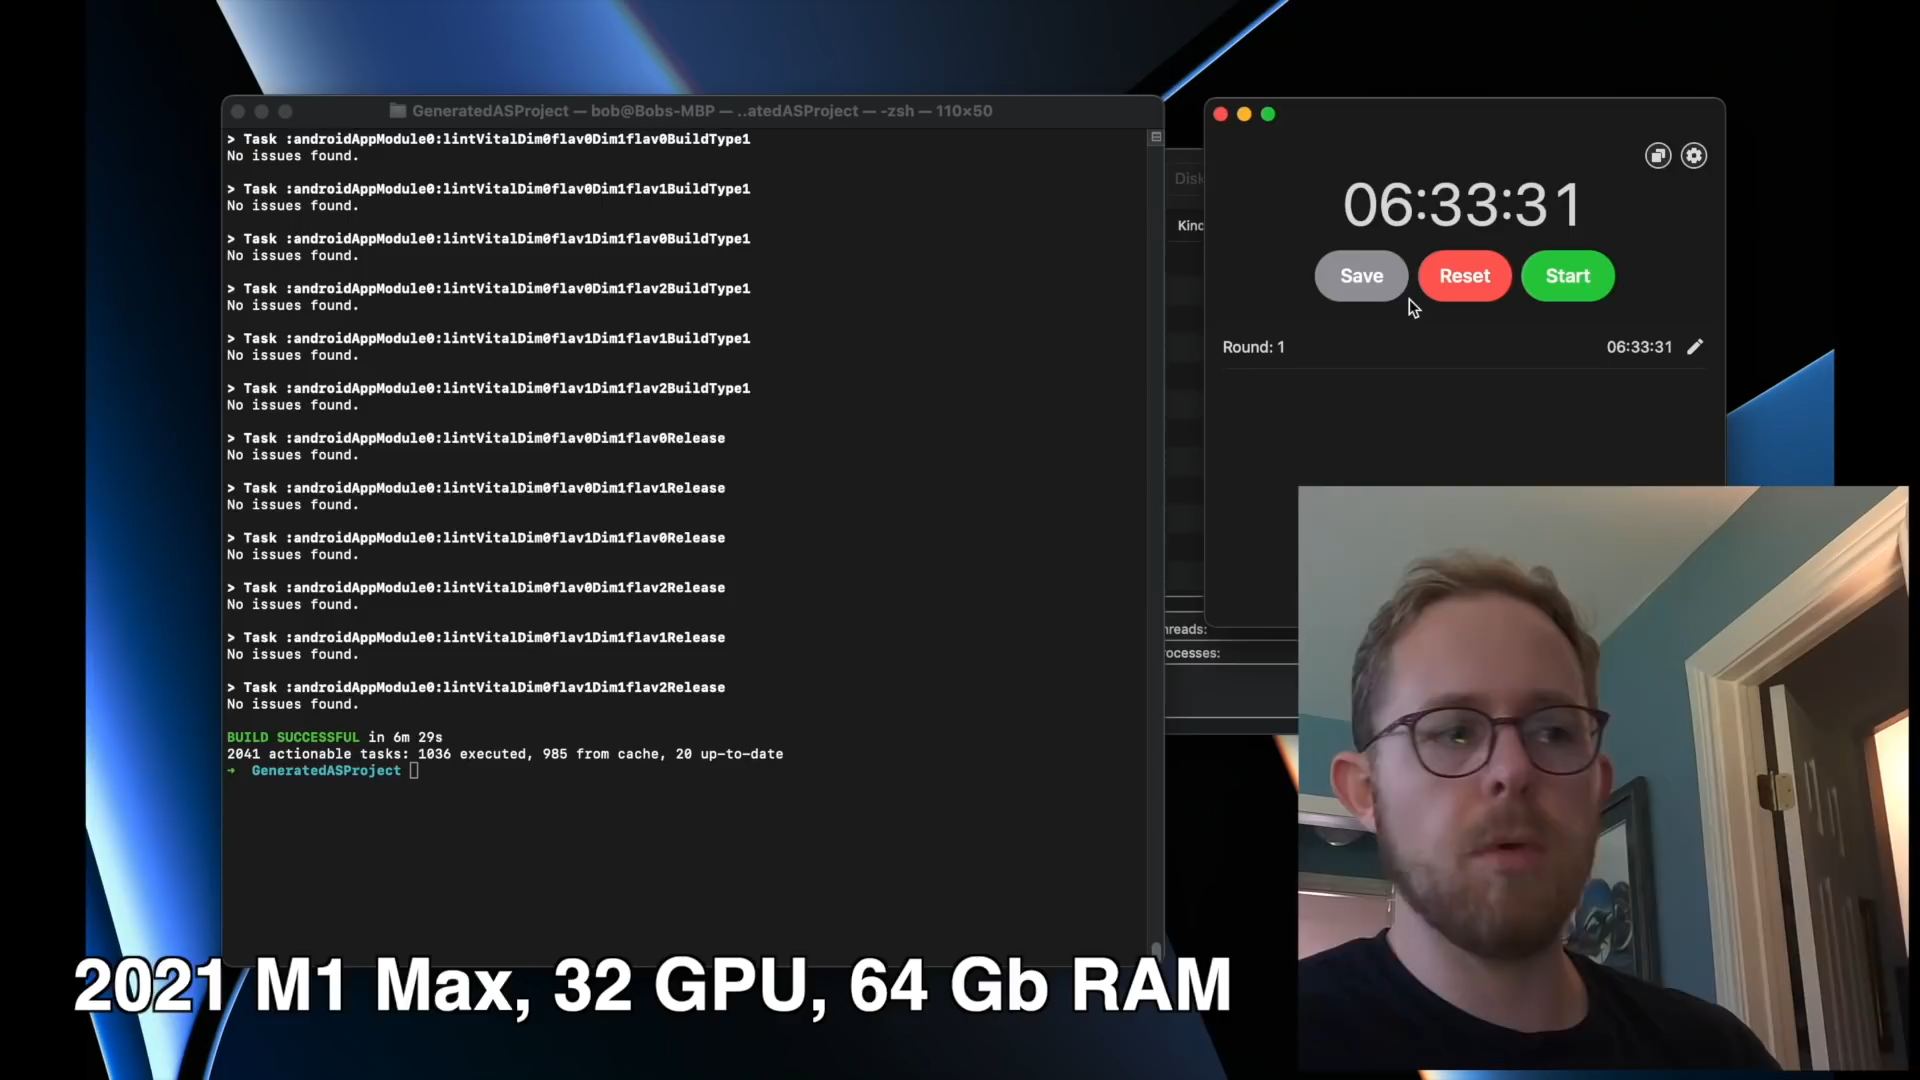 GeneratedASProject — bob@Bobs-MBP — ..atedASProject — -zsh — 110×50
> Task :androidAppModule0:lintVitalDim0flav0Dim1flav0BuildType1
No issues found.
> Task :androidAppModule0:lintVitalDim0flav0Dim1flav1BuildType1
No issues found.
> Task :androidAppModule0:lintVitalDim0flav1Dim1flav0BuildType1
No issues found.
> Task :androidAppModule0:lintVitalDim0flav0Dim1flav2BuildType1
No issues found.
> Task :androidAppModule0:lintVitalDim0flav1Dim1flav1BuildType1
No issues found.
> Task :androidAppModule0:lintVitalDim0flav1Dim1flav2BuildType1
No issues found.
> Task :androidAppModule0:lintVitalDim0flav0Dim1flav0Release
No issues found.
> Task :androidAppModule0:lintVitalDim0flav0Dim1flav1Release
No issues found.
> Task :androidAppModule0:lintVitalDim0flav1Dim1flav0Release
No issues found.
> Task :androidAppModule0:lintVitalDim0flav0Dim1flav2Release
No issues found.
> Task :androidAppModule0:lintVitalDim0flav1Dim1flav1Release
No issues found.
> Task :androidAppModule0:lintVitalDim0flav1Dim1flav2Release
No issues found.
BUILD SUCCESSFUL in 6m 29s
2041 actionable tasks: 1036 executed, 985 from cache, 20 up-to-date
→ GeneratedASProject
Disk
Kind
hreads:
ocesses:
06:33:31
Save Reset Start
Round: 1 06:33:31
2021 M1 Max, 32 GPU, 64 Gb RAM